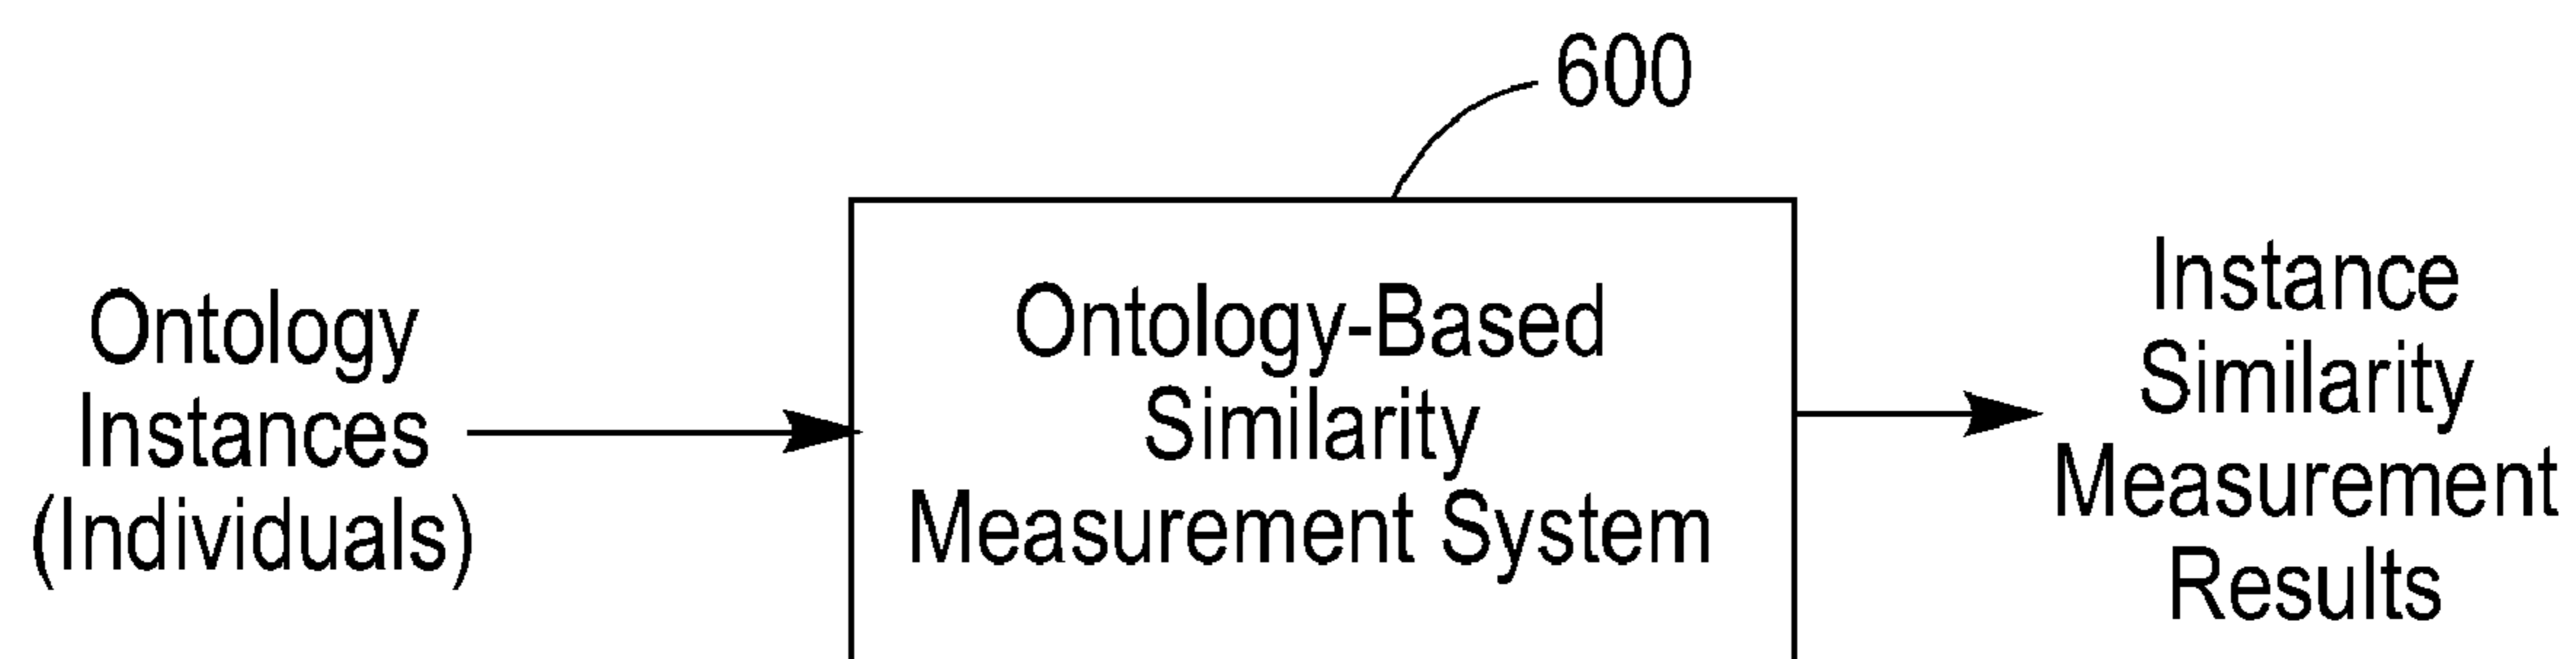 600
Ontology
Instances
(Individuals)
Ontology-Based
Similarity
Measurement System
Instance
Similarity
Measurement
Results